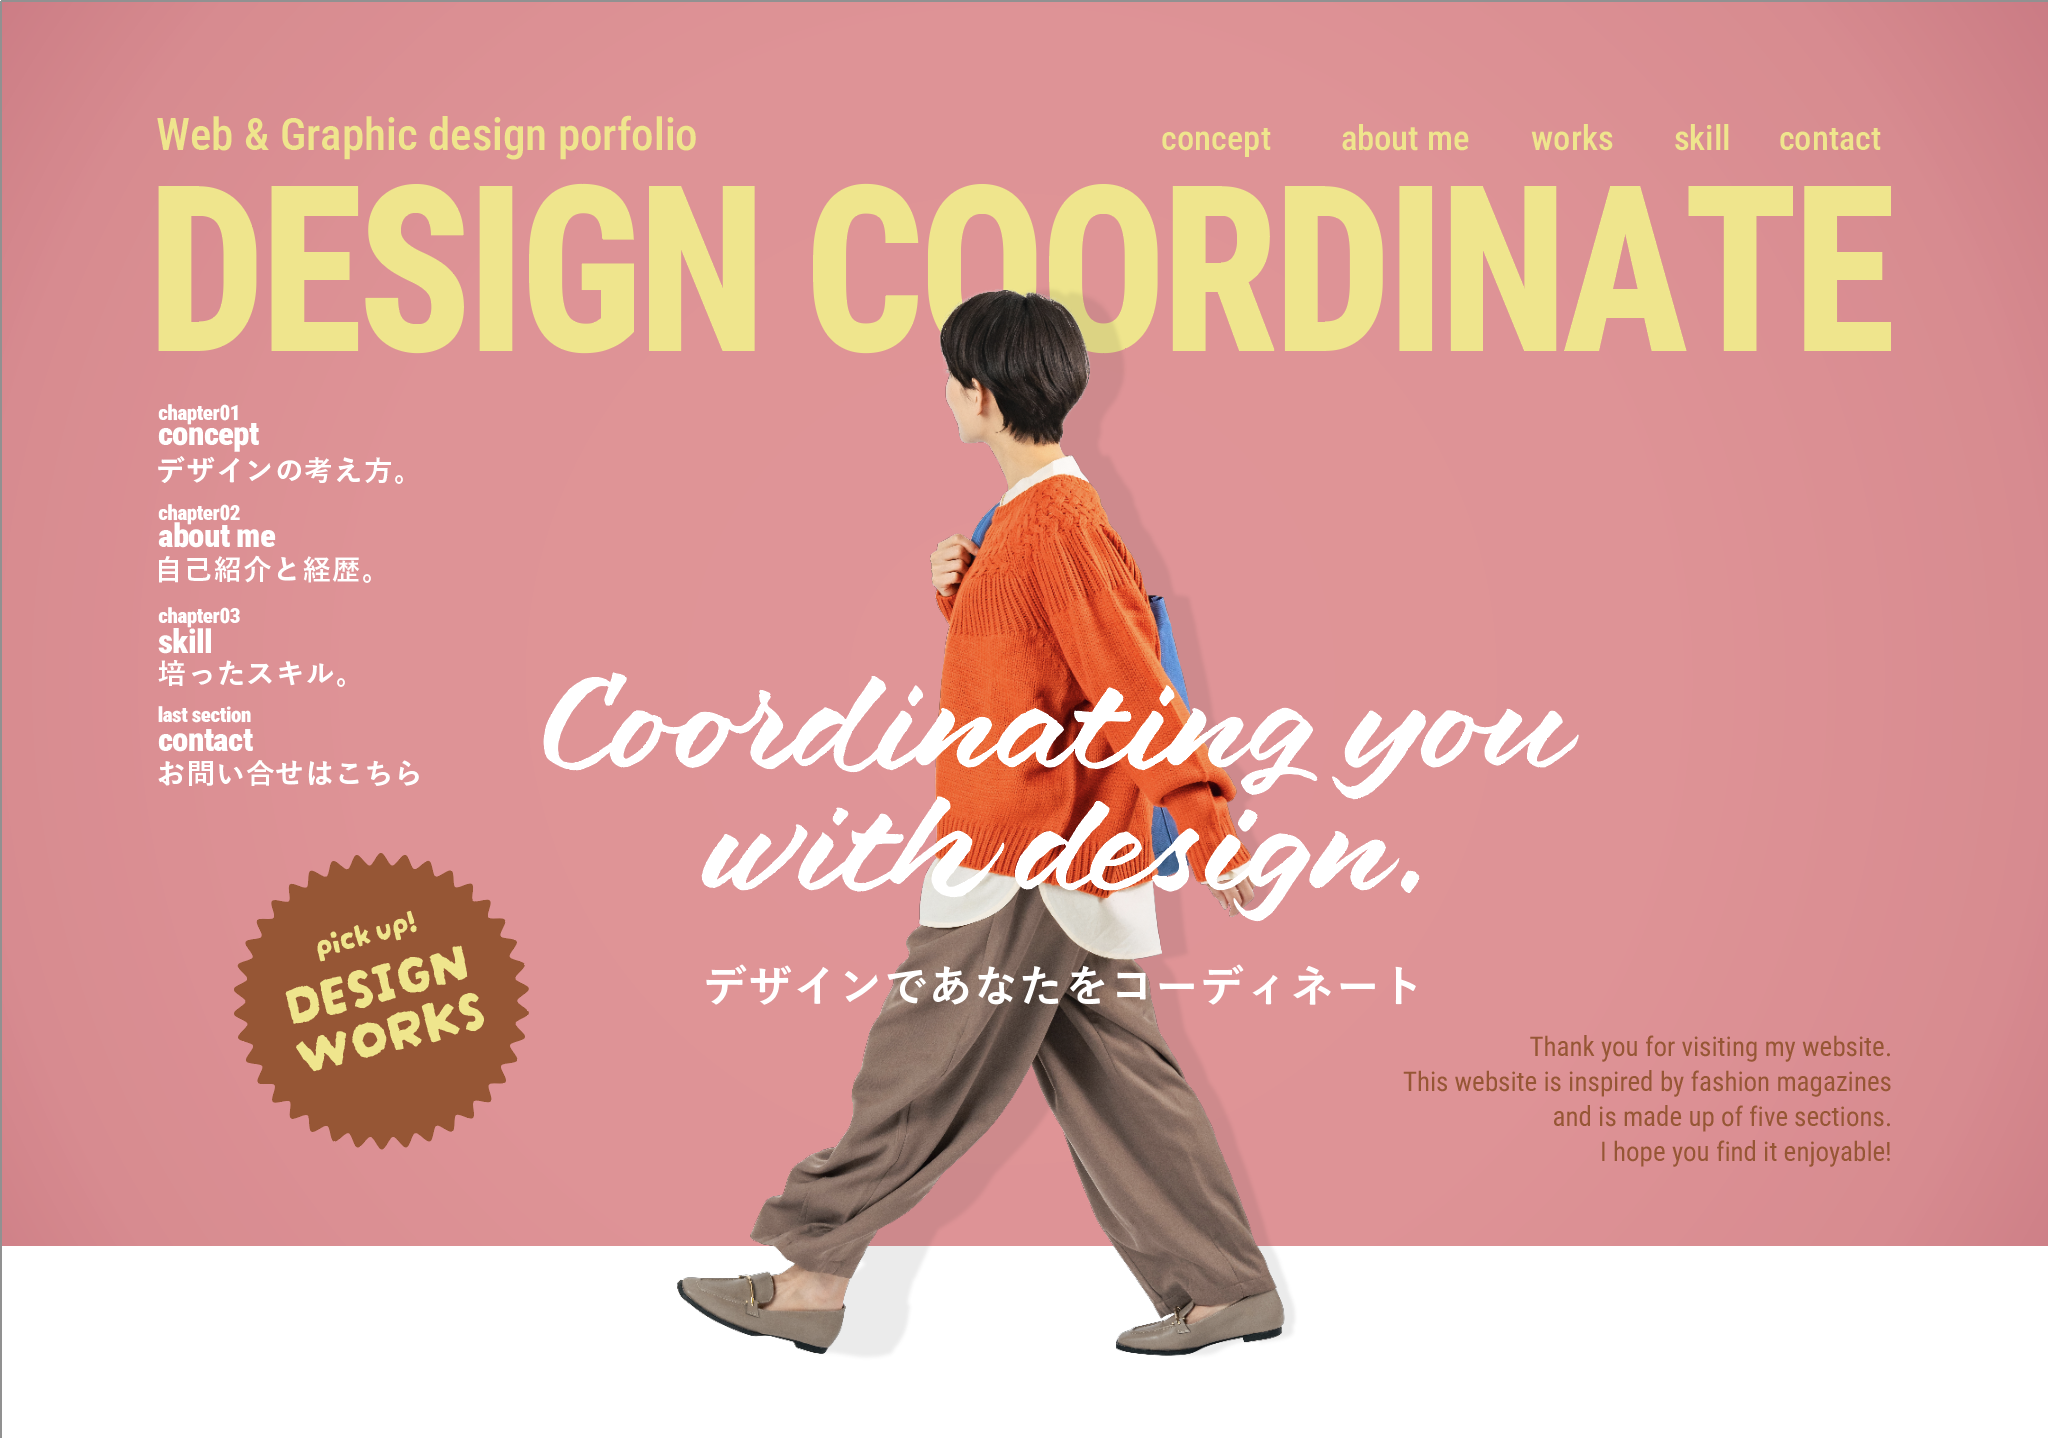 Web & Graphic design porfolio
concept about me works skill contact
DESIGN COORDINATE
chapter01
concept
デザインの考え方。
chapter02
about me
自己紹介と経歴。
chapter03
skill
培ったスキル。
last section
contact
お問い合せはこちら
Coordinating you
with design.
デザインであなたをコーディネート
pick up!
DESIGN
WORKS
Thank you for visiting my website.
This website is inspired by fashion magazines
and is made up of five sections.
I hope you find it enjoyable!